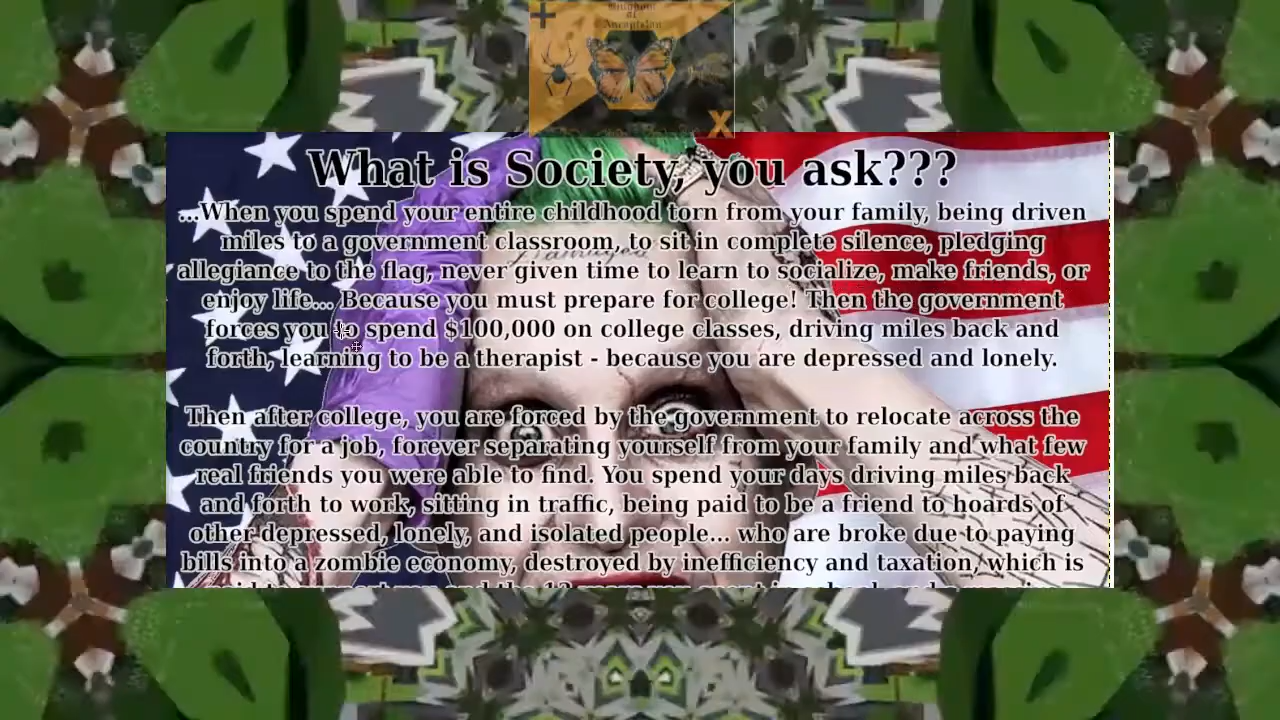 Kingdom
of
What is Society, you ask???
...When you spend your entire childhood torn from your family, being driven
miles to a government classroom, to sit in complete silence, pledging
allegiance to the flag, never given time to learn to socialize, make friends, or
enjoy life... Because you must prepare for college! Then the government
forces you to spend $100,000 on college classes, driving miles back and
forth, learning to be a therapist - because you are depressed and lonely.
Damaged
Then after college, you are forced by the government to relocate across the
country for a job, forever separating yourself from your family and what few
real friends you were able to find. You spend your days driving miles back
and forth to work, sitting in traffic, being paid to be a friend to hoards of
other depressed, lonely, and isolated people... who are broke due to paying
bills into a zombie economy, destroyed by inefficiency and taxation, which is